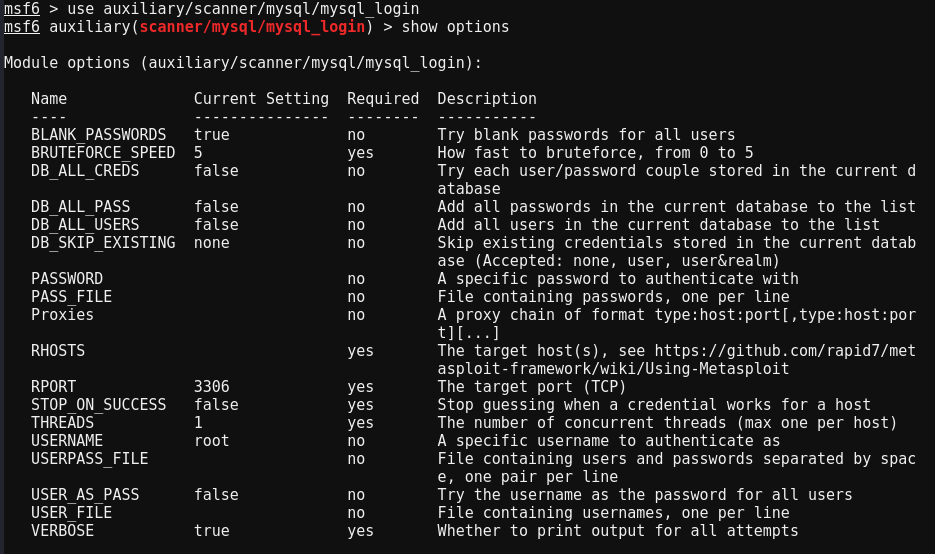 msf6 > use auxiliary/scanner/mysql/mysql_login
msf6 auxiliary(scanner/mysql/mysql_login) > show options

Module options (auxiliary/scanner/mysql/mysql_login):

   Name              Current Setting  Required  Description
   ----              ---------------  --------  -----------
   BLANK_PASSWORDS   true             no        Try blank passwords for all users
   BRUTEFORCE_SPEED  5                yes       How fast to bruteforce, from 0 to 5
   DB_ALL_CREDS      false            no        Try each user/password couple stored in the current d
                                                atabase
   DB_ALL_PASS       false            no        Add all passwords in the current database to the list
   DB_ALL_USERS      false            no        Add all users in the current database to the list
   DB_SKIP_EXISTING  none             no        Skip existing credentials stored in the current datab
                                                ase (Accepted: none, user, user&realm)
   PASSWORD                           no        A specific password to authenticate with
   PASS_FILE                          no        File containing passwords, one per line
   Proxies                            no        A proxy chain of format type:host:port[,type:host:por
                                                t][...]
   RHOSTS                             yes       The target host(s), see https://github.com/rapid7/met
                                                asploit-framework/wiki/Using-Metasploit
   RPORT             3306             yes       The target port (TCP)
   STOP_ON_SUCCESS   false            yes       Stop guessing when a credential works for a host
   THREADS           1                yes       The number of concurrent threads (max one per host)
   USERNAME          root             no        A specific username to authenticate as
   USERPASS_FILE                      no        File containing users and passwords separated by spac
                                                e, one pair per line
   USER_AS_PASS      false            no        Try the username as the password for all users
   USER_FILE                          no        File containing usernames, one per line
   VERBOSE           true             yes       Whether to print output for all attempts